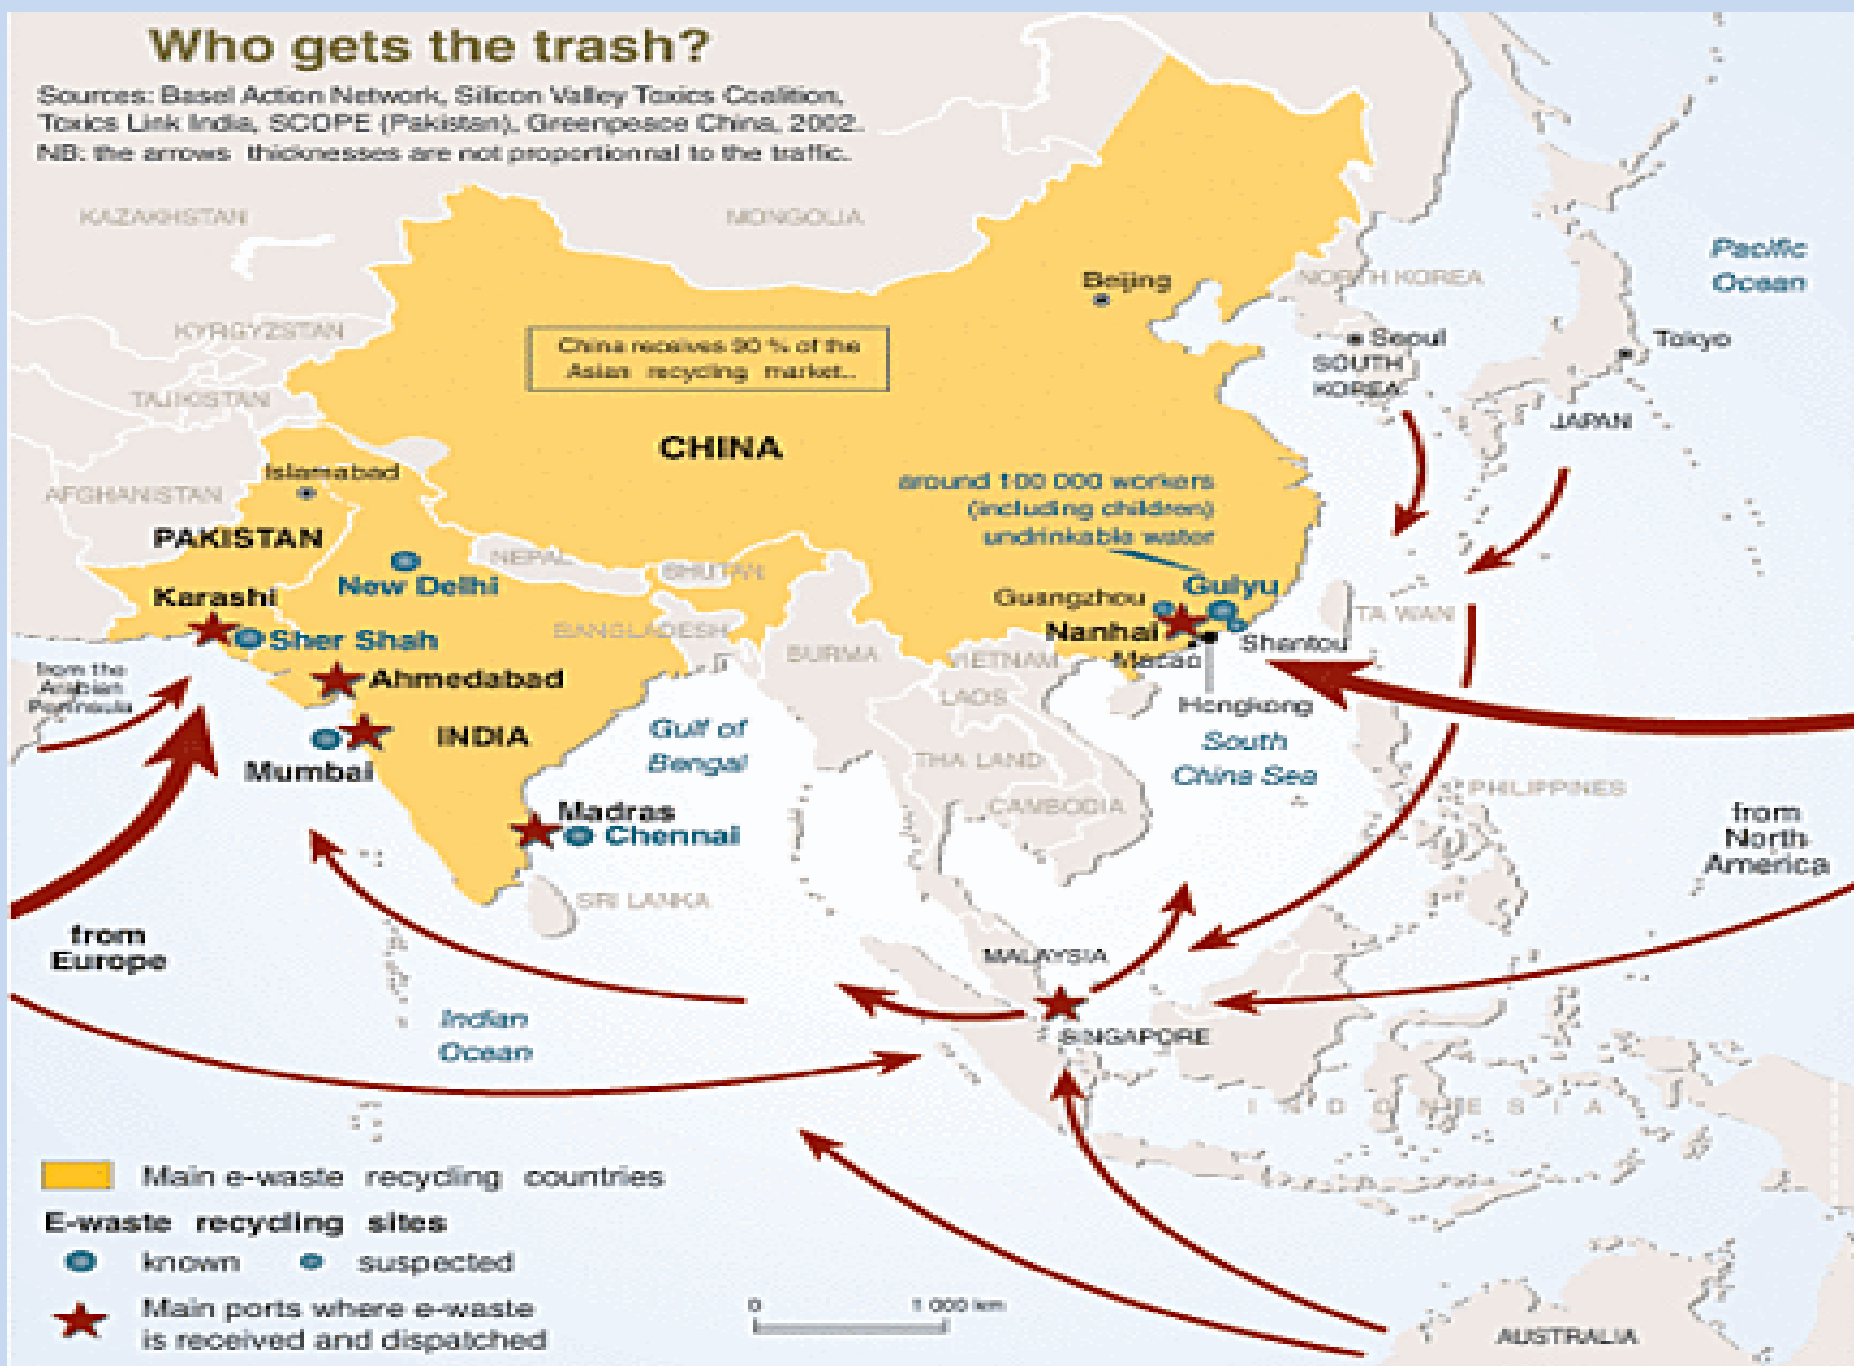 Who gets the trash?
Sources: Basel Action Network, Silicon Valley Toxics Coalition,
Toxics Link India, SCOPE (Pakistan), Greenpeace China, 2002.
NB: the arrows thicknesses are not proportionnal to the traffic.
KAZAKHSTAN
MONGOLIA
Pacific
Ocean
Beijing
NORTH KOREA
KYRGYZSTAN
China receives 90 % of the
Asian recycling market..
Seoul
SOUTH
KOREA
Tokyo
TAJIKISTAN
JAPAN
CHINA
Islamabad
AFGHANISTAN
around 100 000 workers
(including children)
undrinkable water
PAKISTAN
NEPAL
BHUTAN
New Delhi
Guiyu
Karashi
Guangzhou
TA WAN
Sher Shah
BANGLADESH
Nanhai
Shantou
BURMA
VIETNAM
Macao
from the
Arabian
Peninsula
Ahmedabad
LAOS
Hongkong
INDIA
Gulf of
Bengal
South
China Sea
THA LAND
Mumbai
PHILIPPINES
CAMBODIA
Madras
Chennai
from
North
America
SRI LANKA
from
Europe
MALAYSIA
Indian
Ocean
SINGAPORE
INDONESIA
Main e-waste recycling countries
E-waste recycling sites
known
suspected
Main ports where e-waste
is received and dispatched
0 1 000 km
AUSTRALIA